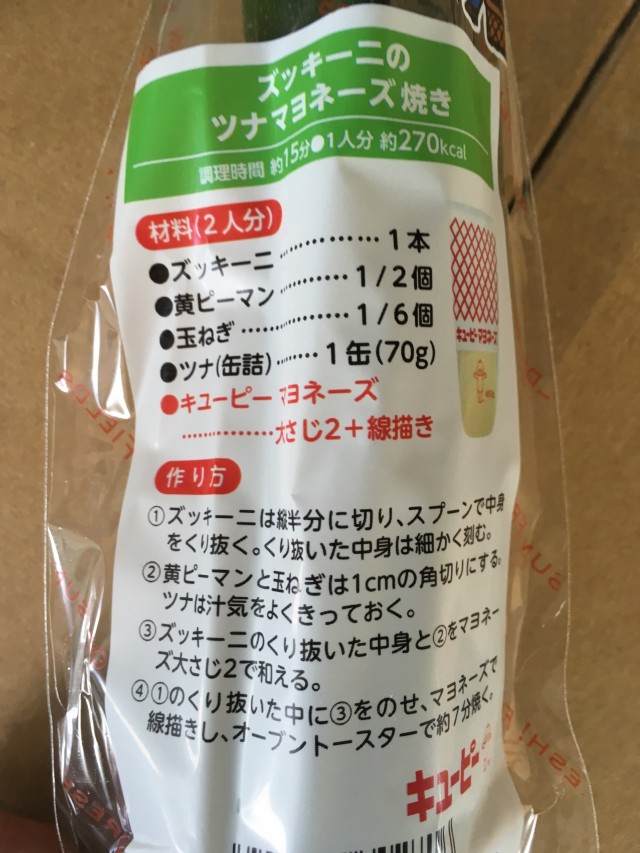 ズッキーニの
ツナマヨネーズ焼き
調理時間 約15分●1人分 約270kcal
材料(2人分)
●ズッキーニ……………1本
●黄ピーマン…………1/2個
●玉ねぎ………………1/6個
●ツナ(缶詰)………1缶(70g)
●キユーピー マヨネーズ
…………大さじ2+線描き
キユーピー マヨネーズ
作り方
①ズッキーニは縦半分に切り、スプーンで中身
をくり抜く。くり抜いた中身は細かく刻む。
②黄ピーマンと玉ねぎは1cmの角切りにする。
ツナは汁気をよくきっておく。
③ズッキーニのくり抜いた中身と②をマヨネー
ズ大さじ2で和える。
④①のくり抜いた中に③をのせ、マヨネーズで
線描きし、オーブントースターで約7分焼く。
キユーピー